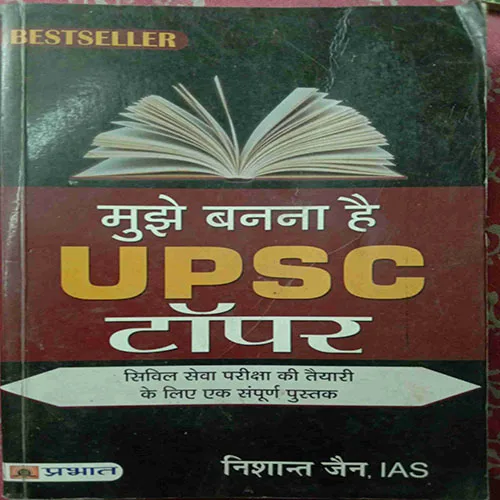 BESTSELLER
मुझे बनना है
UPSC
टॉपर
सिविल सेवा परीक्षा की तैयारी
के लिए एक संपूर्ण पुस्तक
प्रभात
निशान्त जैन, IAS